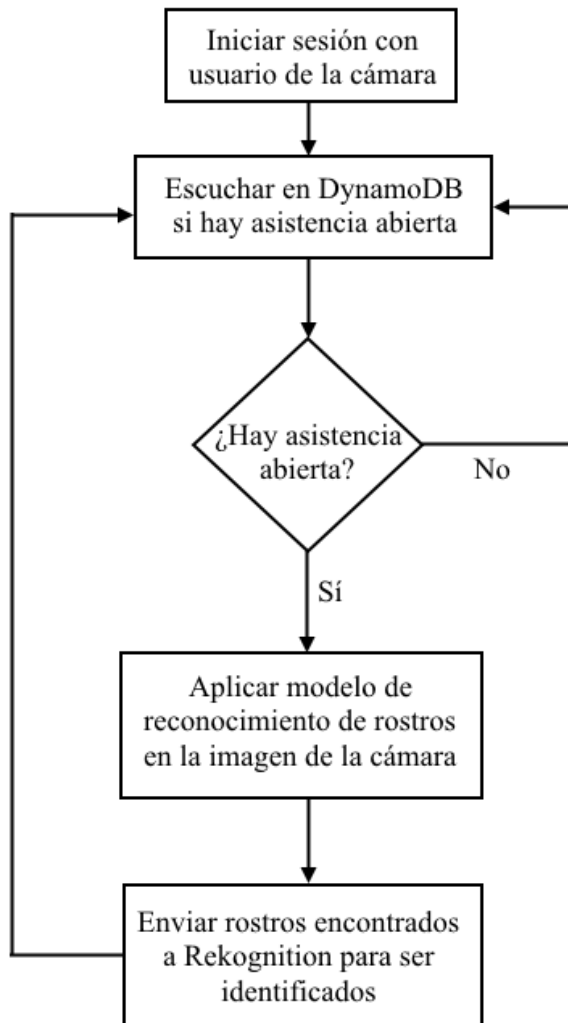 Iniciar sesión con
usuario de la cámara
Escuchar en DynamoDB
si hay asistencia abierta
¿Hay asistencia
abierta?
No
Sí
Aplicar modelo de
reconocimiento de rostros
en la imagen de la cámara
Enviar rostros encontrados
a Rekognition para ser
identificados